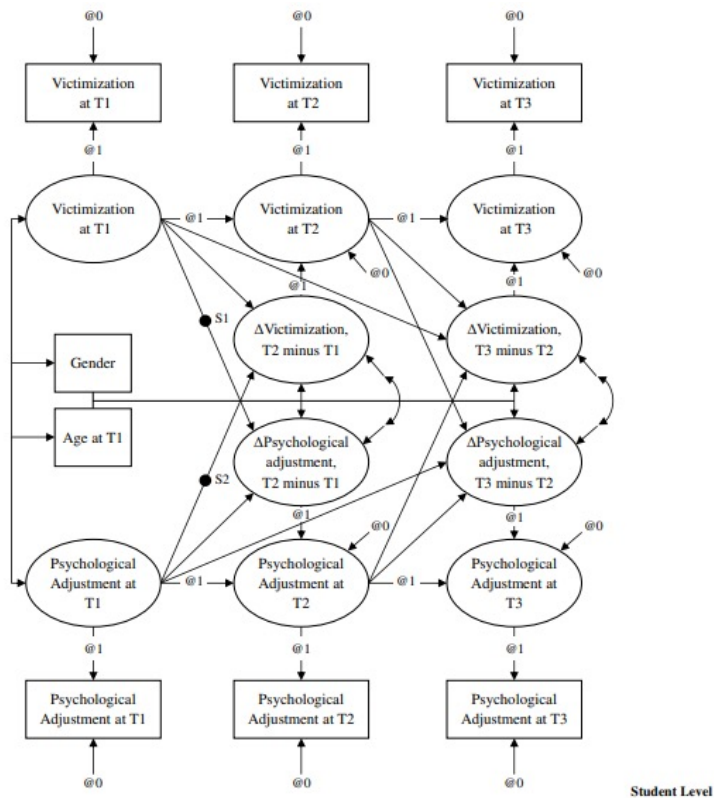 @0 @0 @0
Victimization
at T1
Victimization
at T2
Victimization
at T3
@1 @1 @1
Victimization
at T1
@1
Victimization
at T2
@1
Victimization
at T3
@0 @0
@1 @1
S1
ΔVictimization,
T2 minus T1
ΔVictimization,
T3 minus T2
Gender
Age at T1
ΔPsychological
adjustment,
T2 minus T1
ΔPsychological
adjustment,
T3 minus T2
S2
@1 @1
@0 @0
Psychological
Adjustment at
T1
@1
Psychological
Adjustment at
T2
@1
Psychological
Adjustment at
T3
@1 @1 @1
Psychological
Adjustment at T1
Psychological
Adjustment at T2
Psychological
Adjustment at T3
@0 @0 @0
Student Level